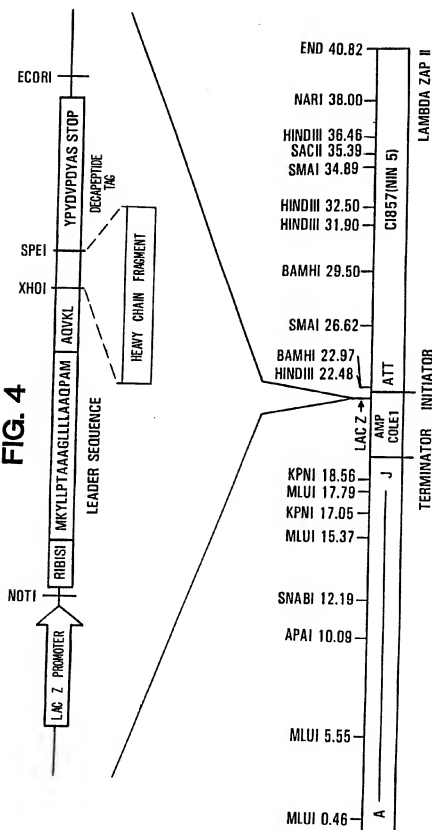 FIG. 4
LAC Z PROMOTER
NOTI
RIBISI
MKYLLPTAAAGLLLLAAQPAM
AQVKL
LEADER SEQUENCE
XHOI
SPEI
YPYDVPDYAS STOP
DECAPEPTIDE
TAG
ECORI
HEAVY CHAIN FRAGMENT
MLUI 0.46
MLUI 5.55
APAI 10.09
SNABI 12.19
MLUI 15.37
KPNI 17.05
MLUI 17.79
KPNI 18.56
LAC Z
HINDIII 22.48
BAMHI 22.97
SMAI 26.62
BAMHI 29.50
HINDIII 31.90
HINDIII 32.50
SMAI 34.89
SACII 35.39
HINDIII 36.46
NARI 38.00
END 40.82
A
J
AMP
COLE1
ATT
CI857(NIN 5)
TERMINATOR
INITIATOR
LAMBDA ZAP II